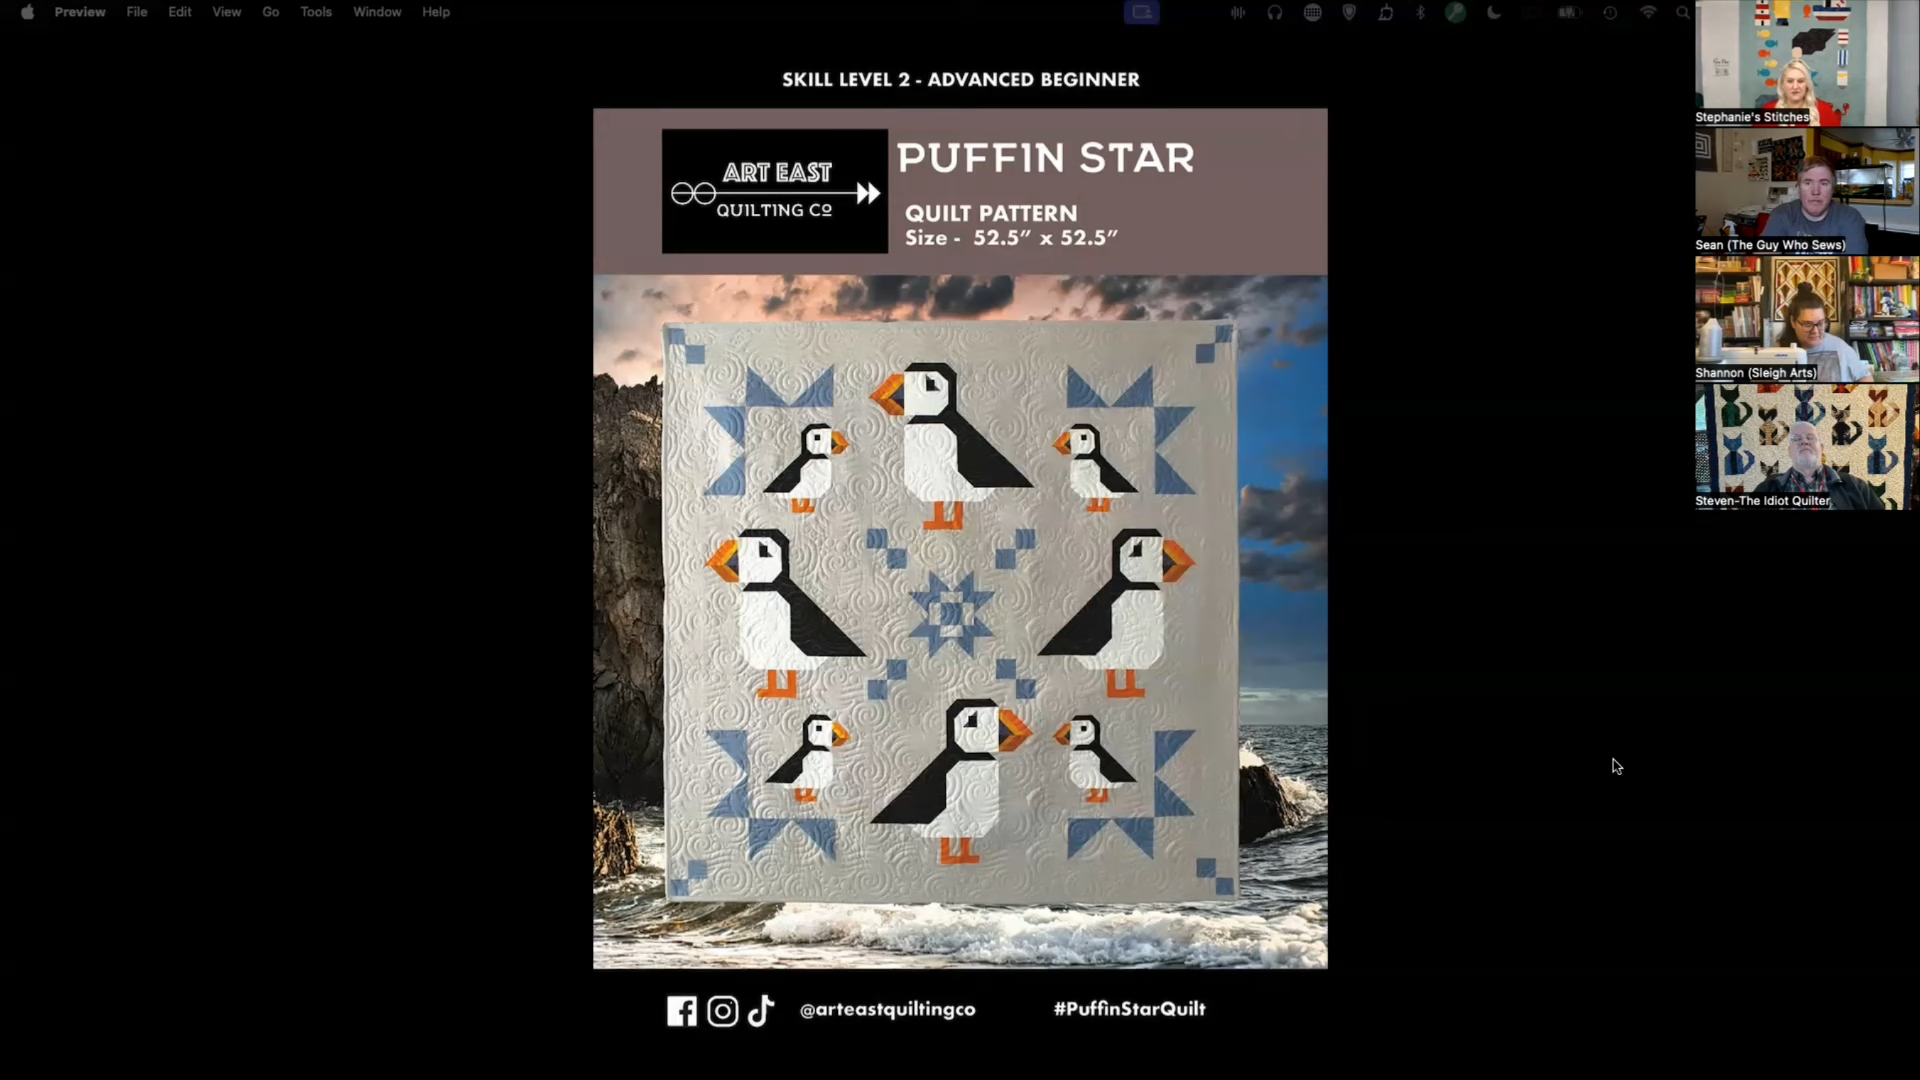 Preview File Edit View Go Tools Window Help
SKILL LEVEL 2 - ADVANCED BEGINNER
ART EAST
QUILTING CO
PUFFIN STAR
QUILT PATTERN
Size - 52.5" x 52.5"
@arteastquiltingco #PuffinStarQuilt
Stephanie's Stitches
Sean (The Guy Who Sews)
Shannon (Sleigh Arts)
Steven-The Idiot Quilter